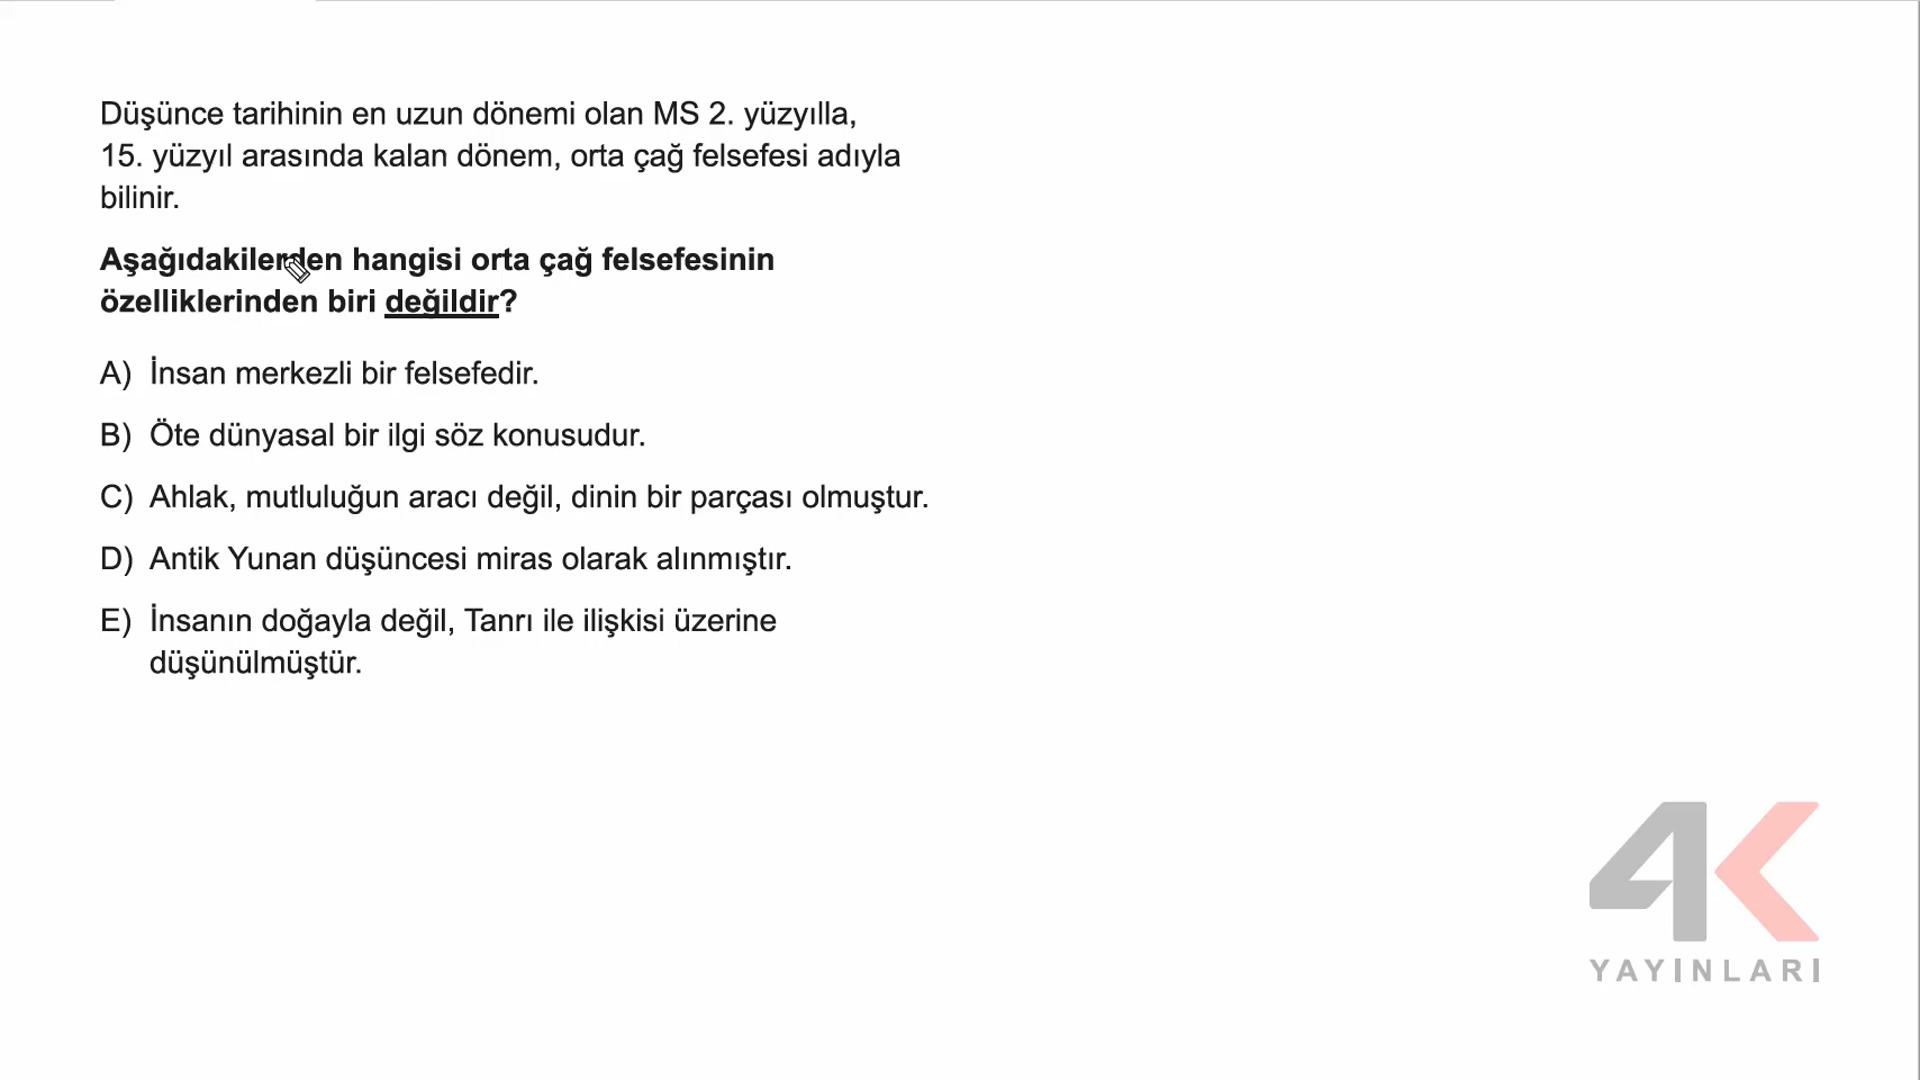 Düşünce tarihinin en uzun dönemi olan MS 2. yüzyılla,
15. yüzyıl arasında kalan dönem, orta çağ felsefesi adıyla
bilinir.
Aşağıdakilerden hangisi orta çağ felsefesinin
özelliklerinden biri değildir?
A) İnsan merkezli bir felsefedir.
B) Öte dünyasal bir ilgi söz konusudur.
C) Ahlak, mutluluğun aracı değil, dinin bir parçası olmuştur.
D) Antik Yunan düşüncesi miras olarak alınmıştır.
E) İnsanın doğayla değil, Tanrı ile ilişkisi üzerine
düşünülmüştür.
4K
YAYINLARI